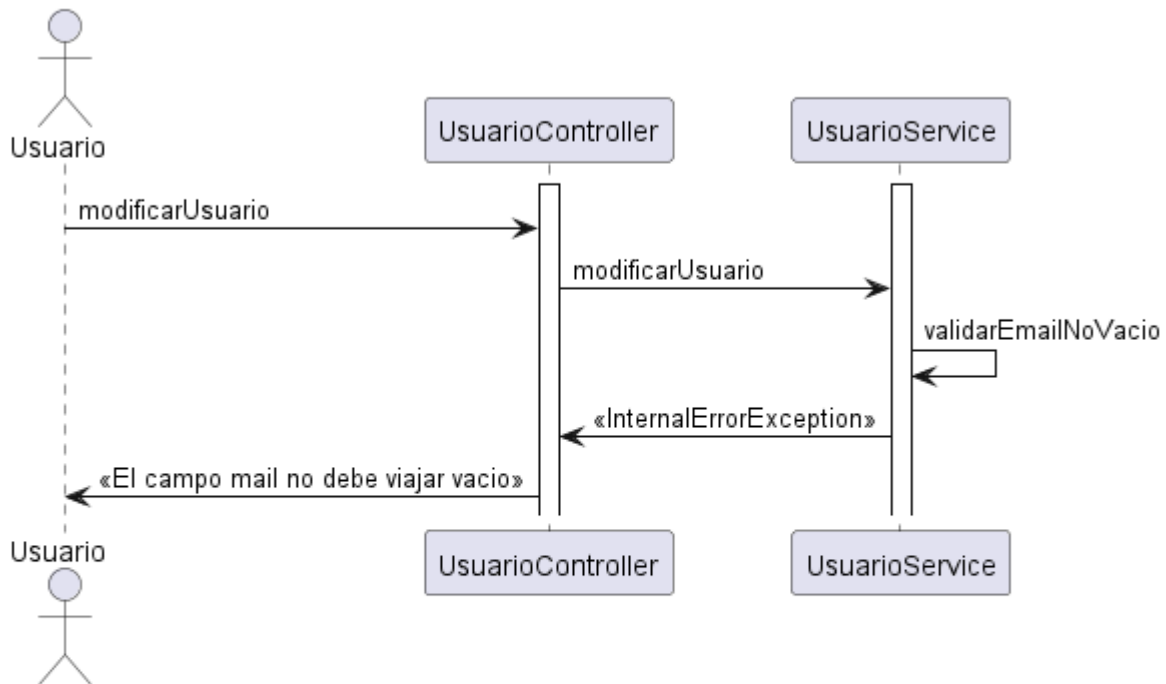 Usuario
UsuarioController
UsuarioService
modificarUsuario
modificarUsuario
validarEmailNoVacio
«InternalErrorException»
«El campo mail no debe viajar vacio»
Usuario
UsuarioController
UsuarioService